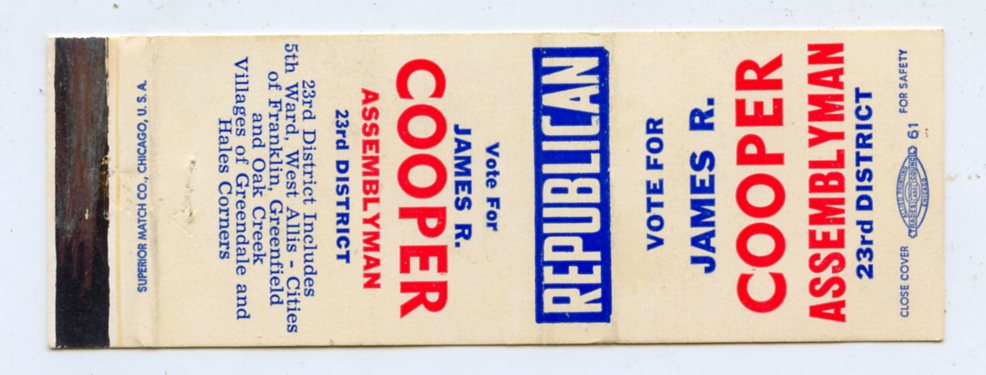 VOTE FOR
JAMES R.
COOPER
ASSEMBLYMAN
23rd DISTRICT
CLOSE COVER 61 FOR SAFETY
REPUBLICAN
Vote For
JAMES R.
COOPER
ASSEMBLYMAN
23rd DISTRICT
23rd District Includes
5th Ward, West Allis - Cities
of Franklin, Greenfield
and Oak Creek
Villages of Greendale and
Hales Corners
SUPERIOR MATCH CO., CHICAGO, U. S. A.